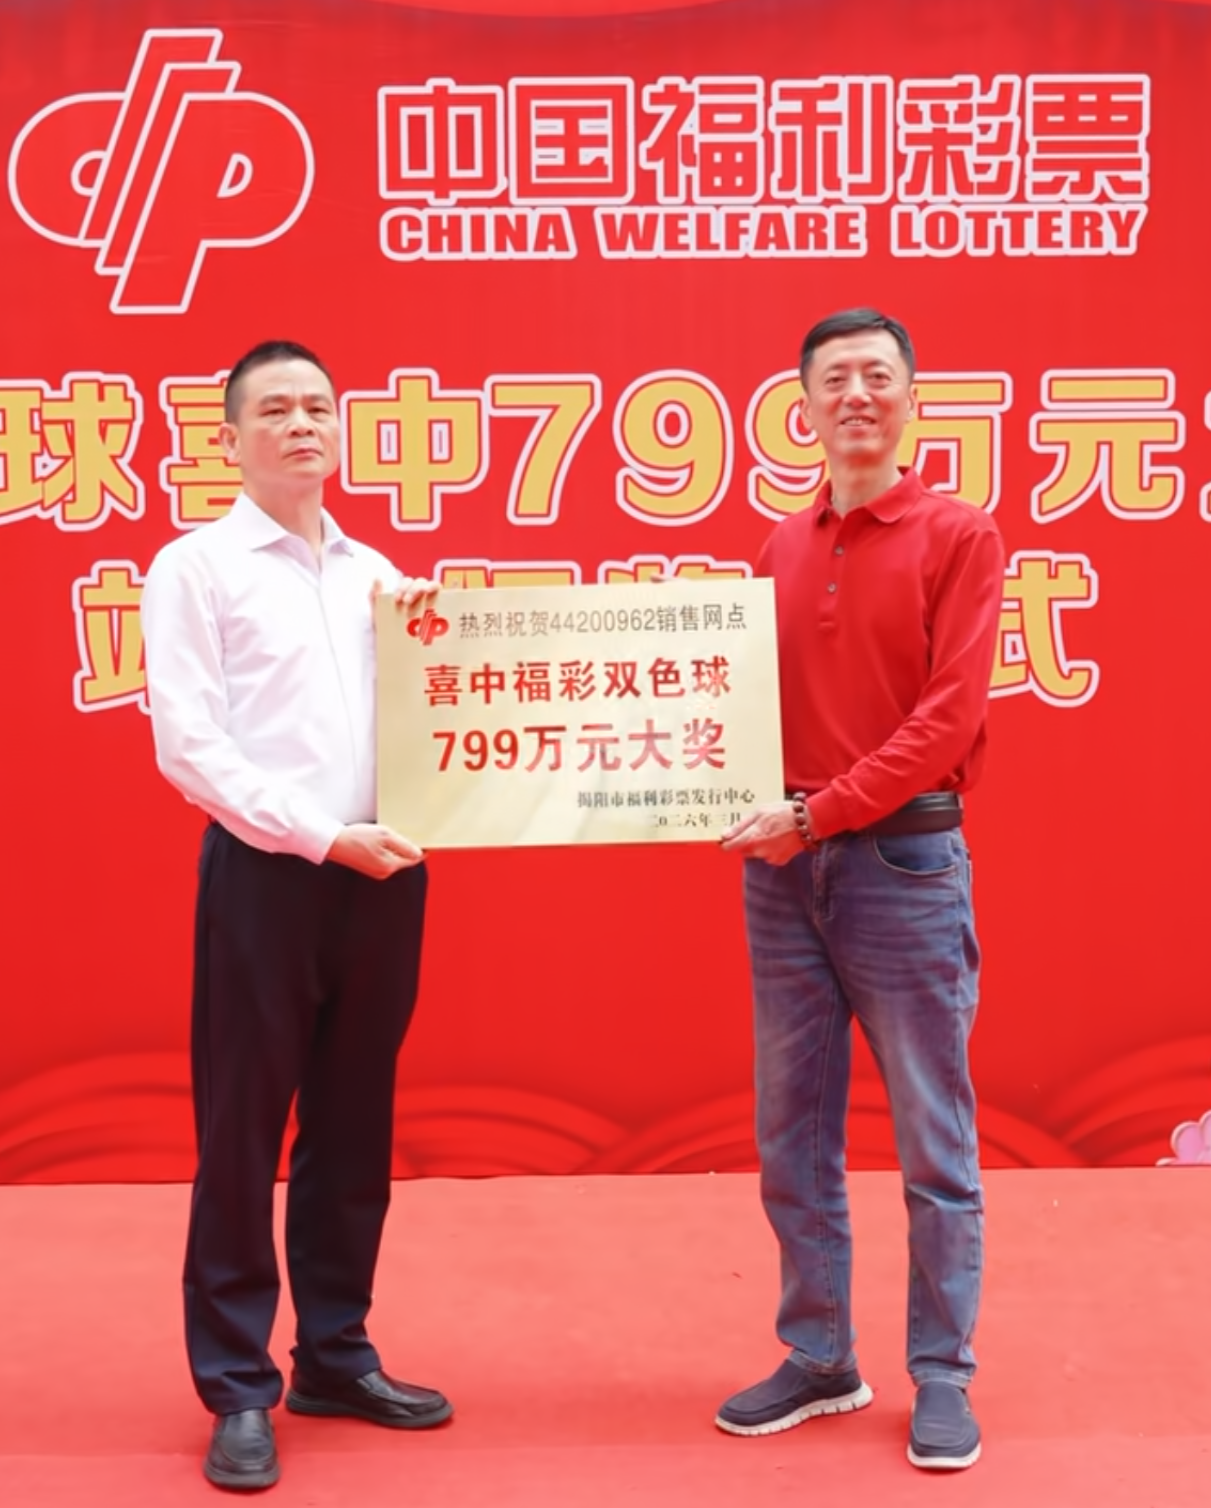 中国福利彩票
CHINA WELFARE LOTTERY
球喜中799万元
式
热烈祝贺44200962销售网点
喜中福彩双色球
799万元大奖
揭阳市福利彩票发行中心
二0二六年三月